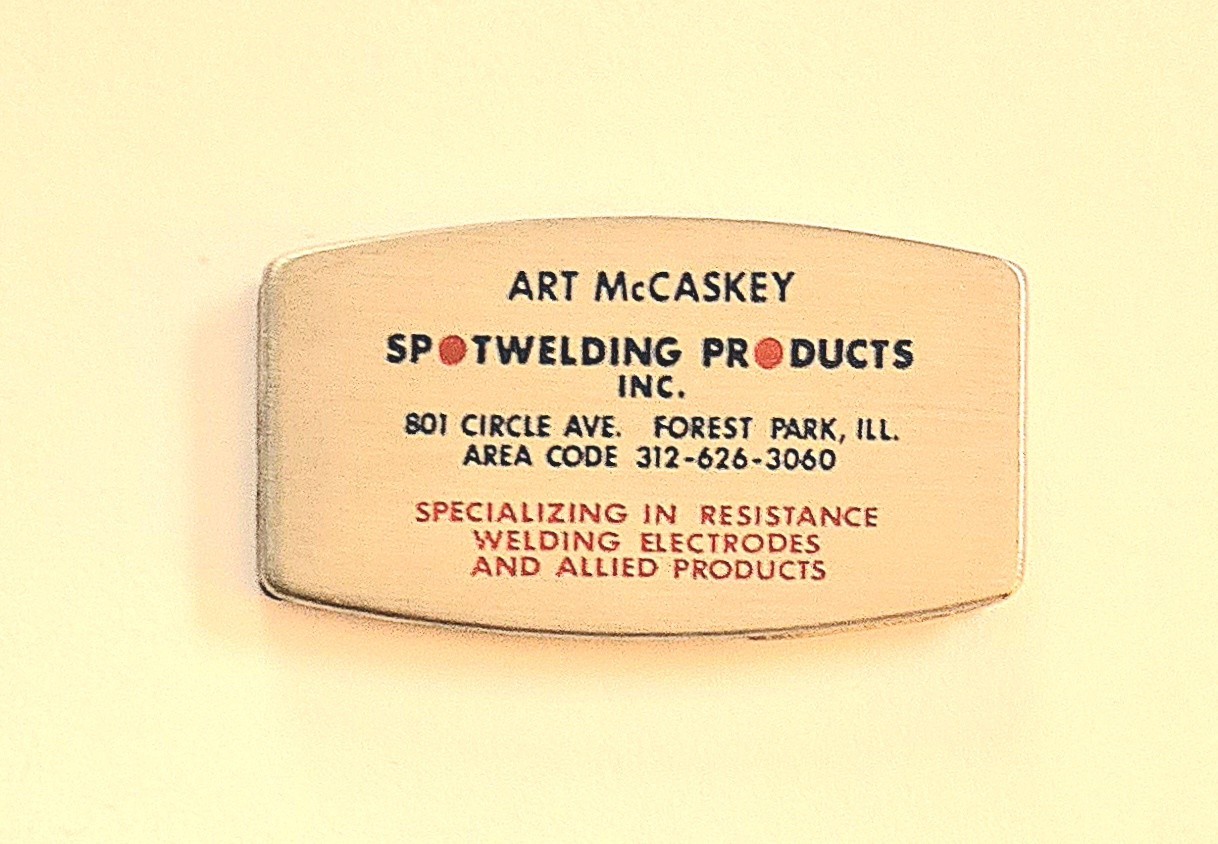 ART McCASKEY
SPOTWELDING PRODUCTS
INC.
801 CIRCLE AVE. FOREST PARK, ILL.
AREA CODE 312-626-3060
SPECIALIZING IN RESISTANCE
WELDING ELECTRODES
AND ALLIED PRODUCTS